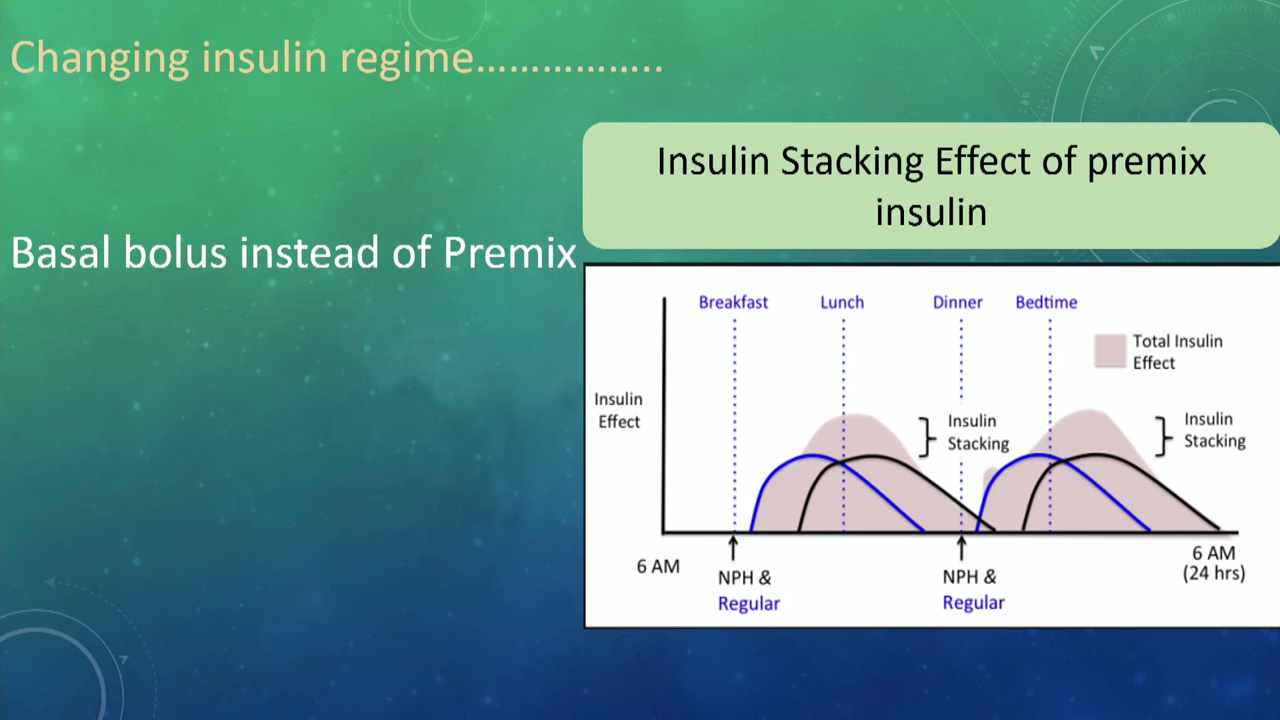 Changing insulin regime……………..
Insulin Stacking Effect of premix
insulin
Basal bolus instead of Premix
Breakfast Lunch Dinner Bedtime
Total Insulin
Effect
Insulin
Effect
Insulin
Stacking
Insulin
Stacking
6 AM
NPH &
Regular
NPH &
Regular
6 AM
(24 hrs)